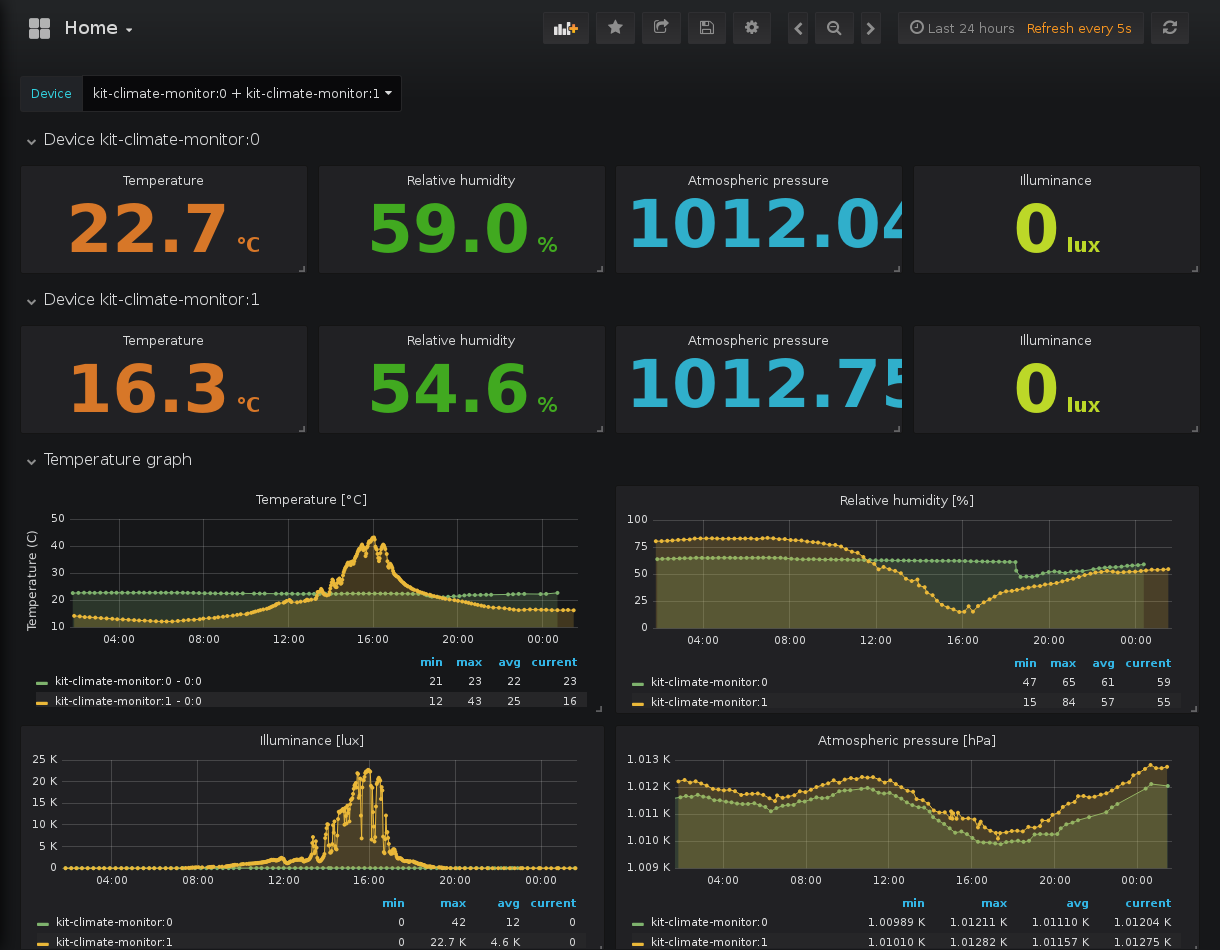 Home
Last 24 hours Refresh every 5s
Device kit-climate-monitor:0 + kit-climate-monitor:1
Device kit-climate-monitor:0
Temperature Relative humidity Atmospheric pressure Illuminance
22.7 °C 59.0 % 1012.04 0 lux
Device kit-climate-monitor:1
Temperature Relative humidity Atmospheric pressure Illuminance
16.3 °C 54.6 % 1012.75 0 lux
Temperature graph
Temperature [°C]
Temperature (C)
50
40
30
20
10
04:00 08:00 12:00 16:00 20:00 00:00
min max avg current
kit-climate-monitor:0 - 0:0 21 23 22 23
kit-climate-monitor:1 - 0:0 12 43 25 16
Relative humidity [%]
100
75
50
25
0
04:00 08:00 12:00 16:00 20:00 00:00
min max avg current
kit-climate-monitor:0 47 65 61 59
kit-climate-monitor:1 15 84 57 55
Illuminance [lux]
25 K
20 K
15 K
10 K
5 K
0
04:00 08:00 12:00 16:00 20:00 00:00
min max avg current
kit-climate-monitor:0 0 42 12 0
kit-climate-monitor:1 0 22.7 K 4.6 K 0
Atmospheric pressure [hPa]
1.013 K
1.012 K
1.011 K
1.010 K
1.009 K
04:00 08:00 12:00 16:00 20:00 00:00
min max avg current
kit-climate-monitor:0 1.00989 K 1.01211 K 1.01110 K 1.01204 K
kit-climate-monitor:1 1.01010 K 1.01282 K 1.01157 K 1.01275 K